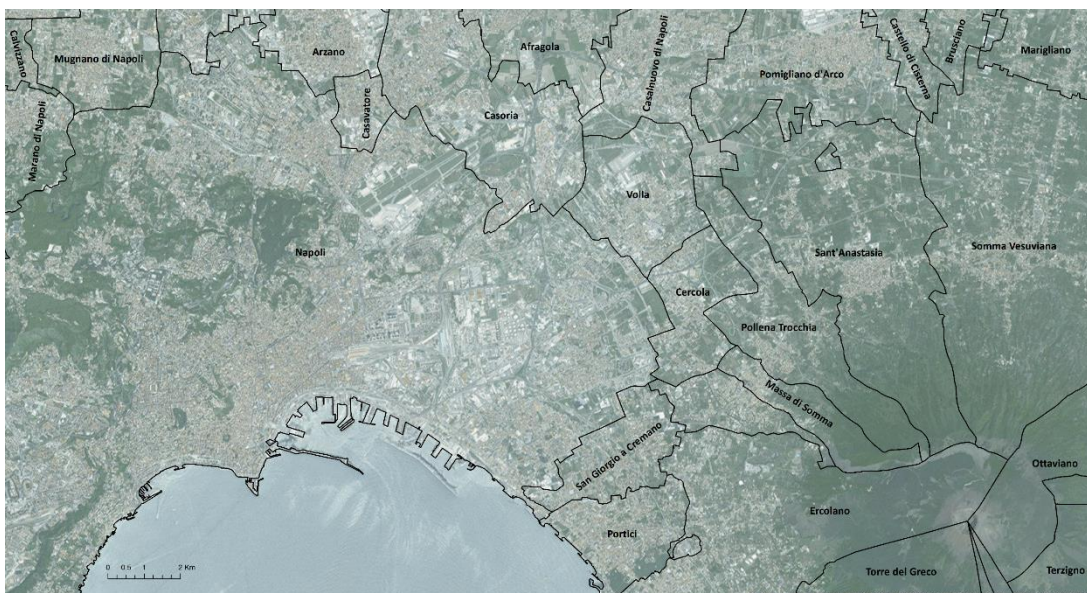 Calvizzano
Mugnano di Napoli
Arzano
Afragola
Casalnuovo di Napoli
Castello di Cisterna
Brusciano
Marigliano
Pomigliano d'Arco
Marano di Napoli
Casavatore
Casoria
Volla
Napoli
Sant'Anastasia
Somma Vesuviana
Cercola
Pollena Trocchia
Massa di Somma
San Giorgio a Cremano
Ottaviano
Ercolano
Portici
Torre del Greco
Terzigno
0 0.5 1 2 Km